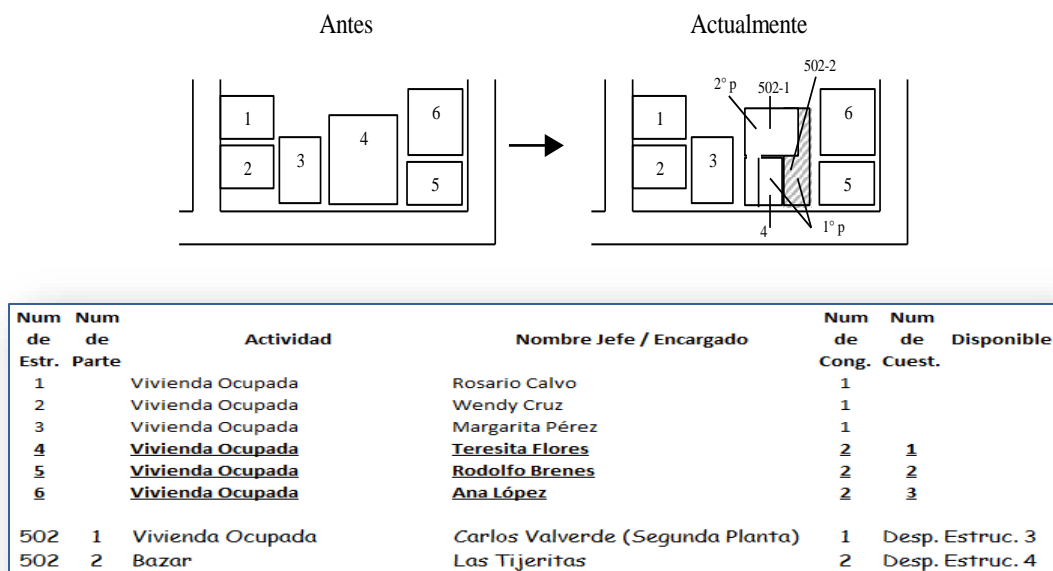 Antes Actualmente
502-2
2° p 502-1
1 2 3 4 6 5
1 2 3 6 5
4 1° p
Num de Estr. Num de Parte Actividad Nombre Jefe / Encargado Num de Cong. Num de Cuest. Disponible
1 Vivienda Ocupada Rosario Calvo 1
2 Vivienda Ocupada Wendy Cruz 1
3 Vivienda Ocupada Margarita Pérez 1
4 Vivienda Ocupada Teresita Flores 2 1
5 Vivienda Ocupada Rodolfo Brenes 2 2
6 Vivienda Ocupada Ana López 2 3
502 1 Vivienda Ocupada Carlos Valverde (Segunda Planta) 1 Desp. Estruc. 3
502 2 Bazar Las Tijeritas 2 Desp. Estruc. 4